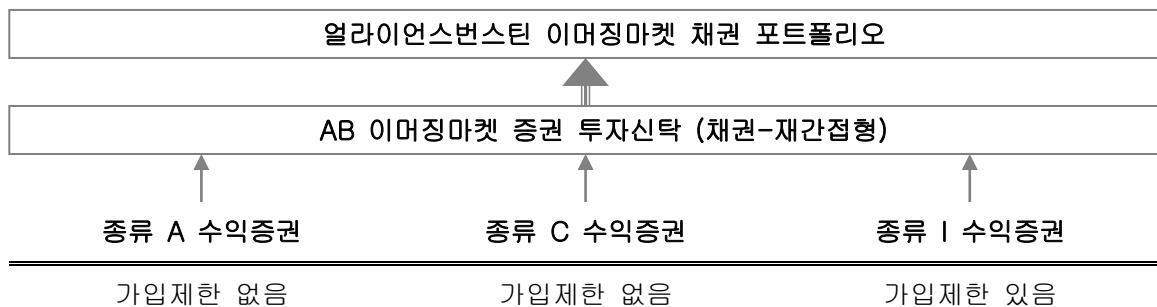 얼라이언스번스틴 이머징마켓 채권 포트폴리오
AB 이머징마켓 증권 투자신탁 (채권-재간접형)
종류 A 수익증권 종류 C 수익증권 종류 I 수익증권
가입제한 없음 가입제한 없음 가입제한 있음